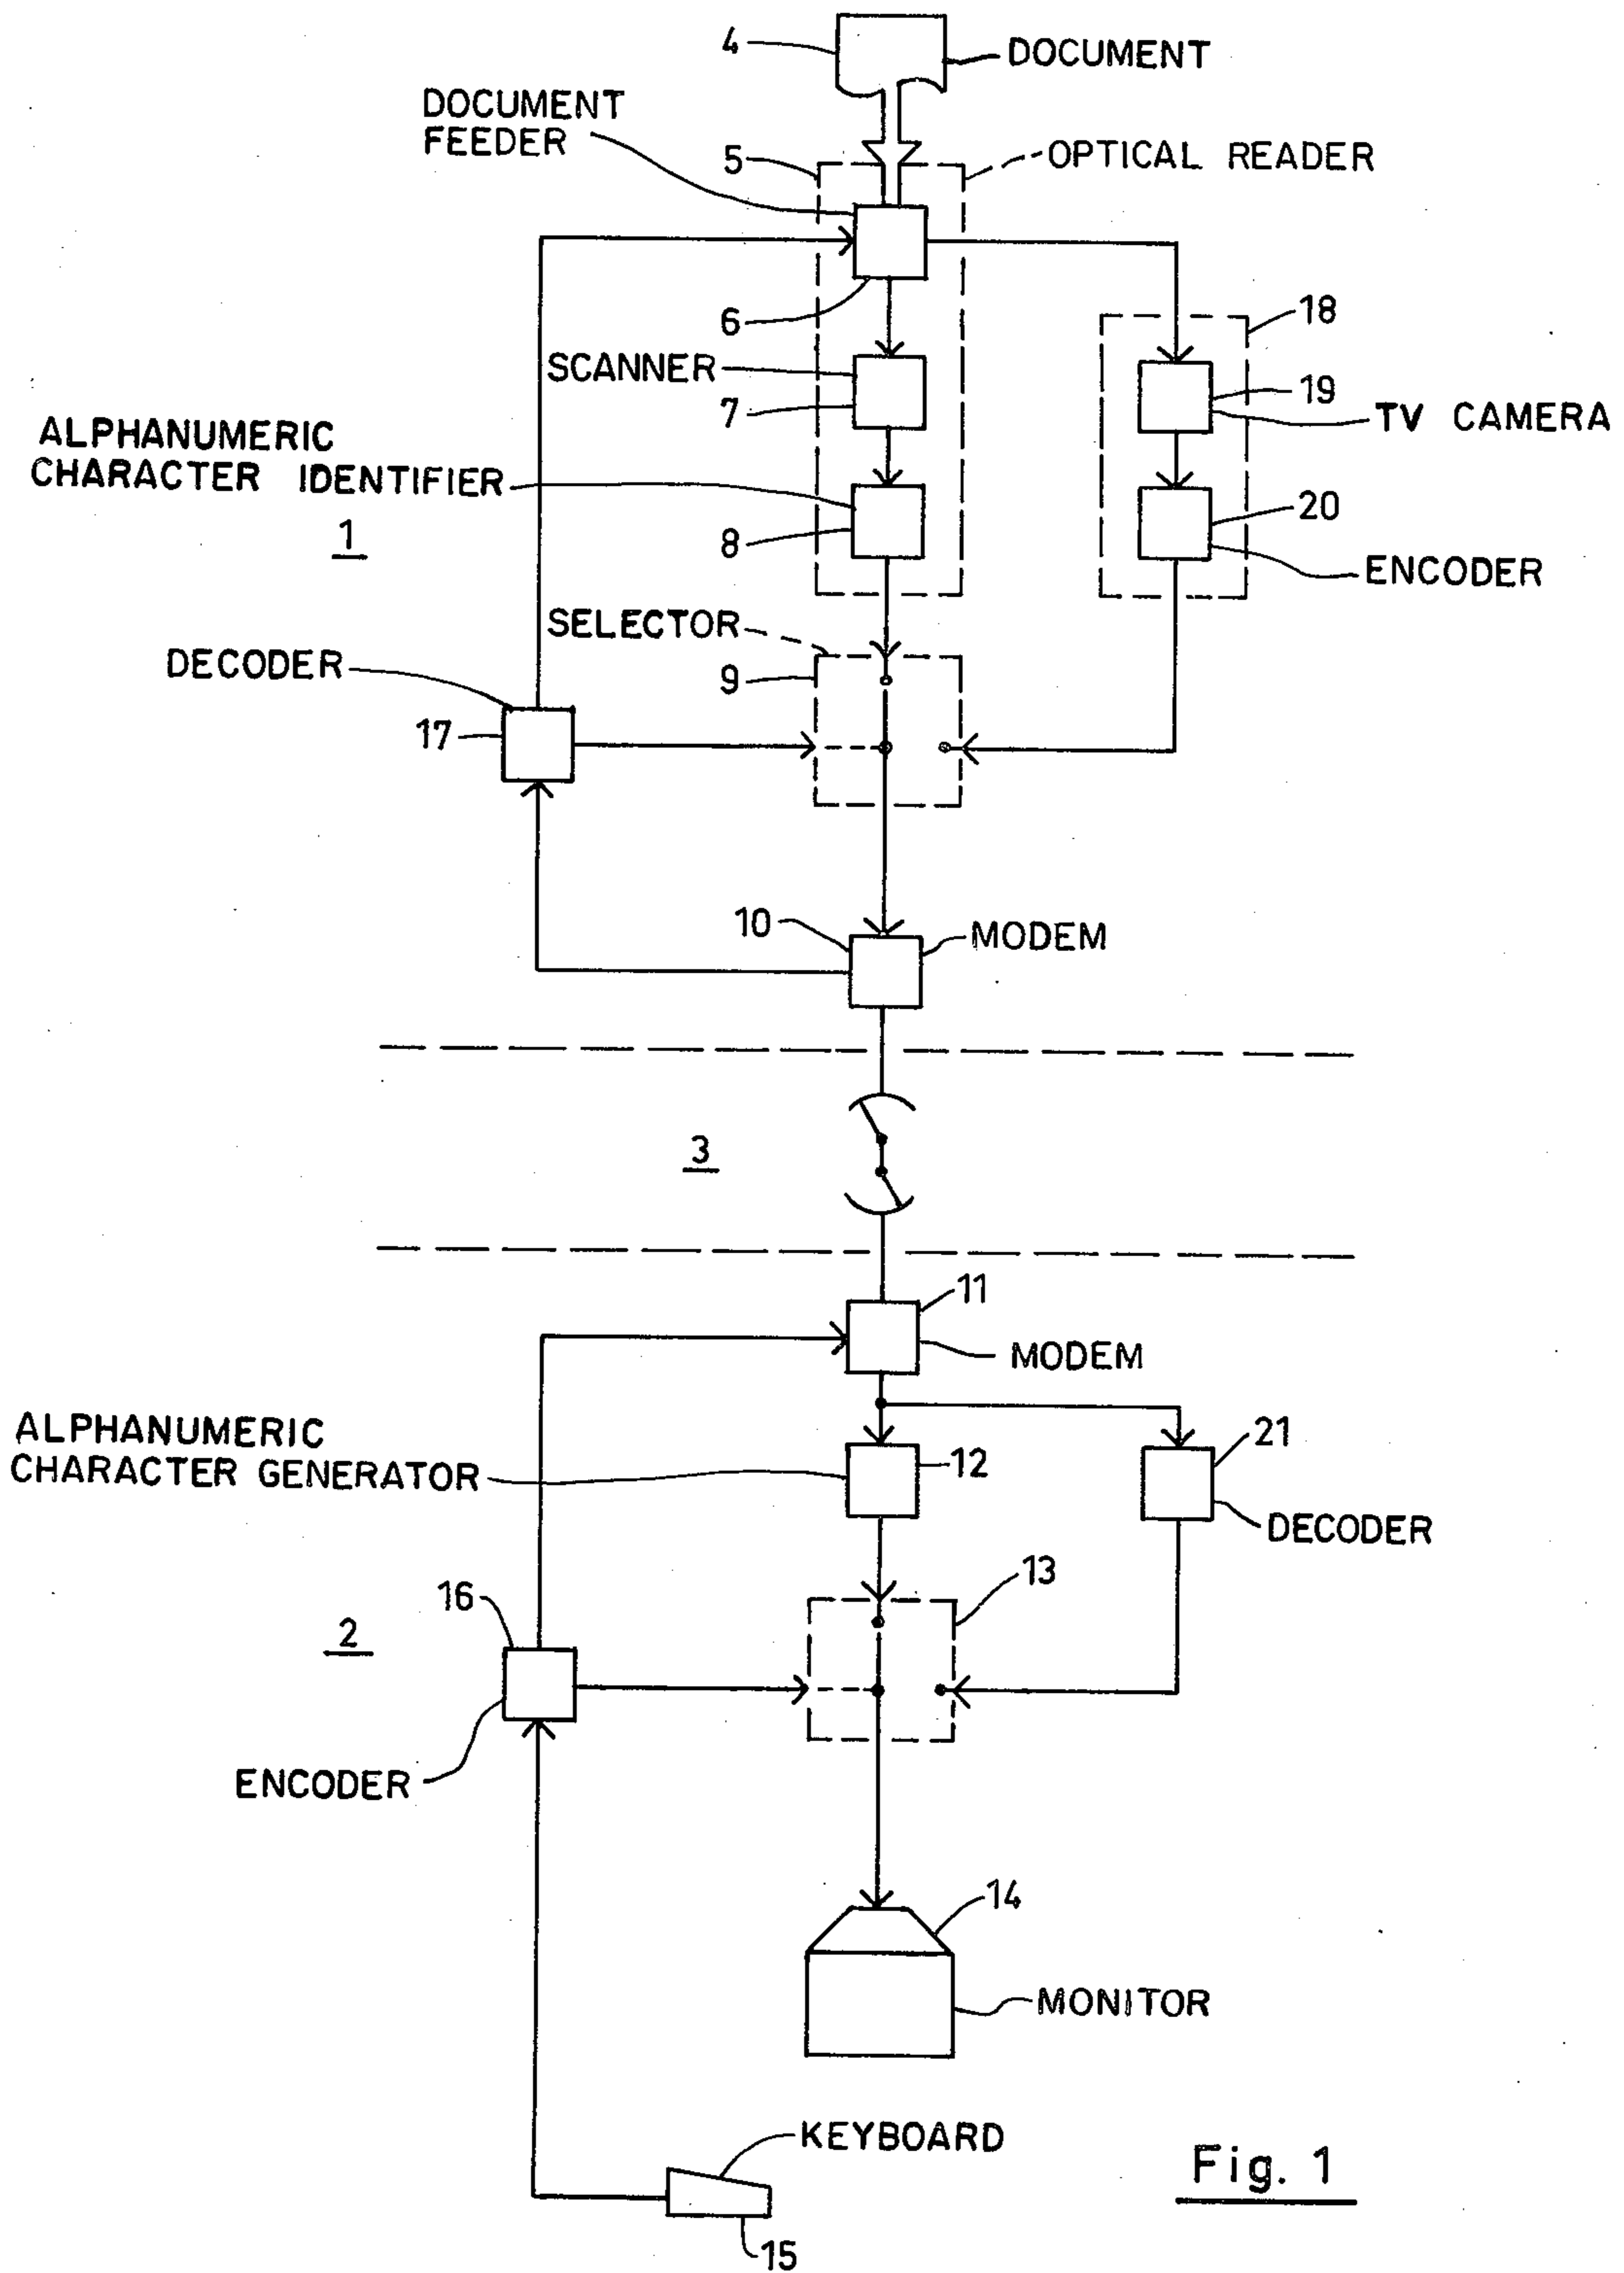 4
DOCUMENT
DOCUMENT
FEEDER
5
OPTICAL READER
6
18
SCANNER
7
19
TV CAMERA
ALPHANUMERIC
CHARACTER IDENTIFIER
1
8
20
ENCODER
SELECTOR
DECODER
9
17
10
MODEM
3
11
MODEM
ALPHANUMERIC
CHARACTER GENERATOR
12
21
DECODER
13
16
2
ENCODER
14
MONITOR
KEYBOARD
15
Fig. 1